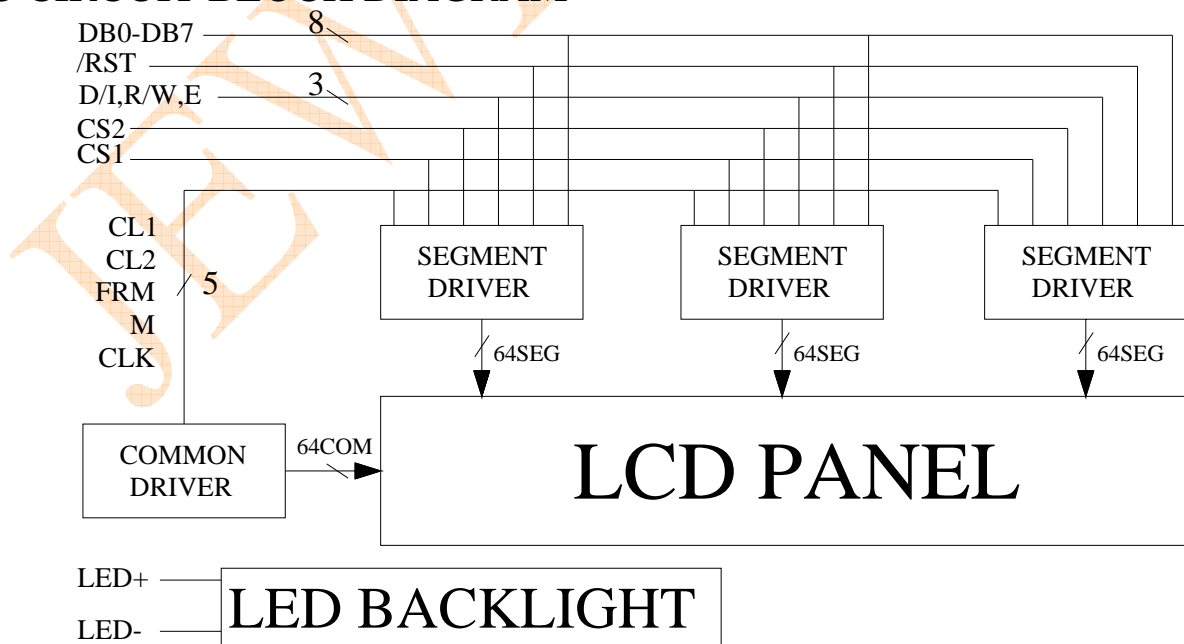 DB0-DB7
8
/RST
D/I,R/W,E
3
CS2
CS1
CL1
CL2
FRM
M
CLK
5
SEGMENT
DRIVER
SEGMENT
DRIVER
SEGMENT
DRIVER
64SEG
64SEG
64SEG
COMMON
DRIVER
64COM
LCD PANEL
LED+
LED-
LED BACKLIGHT